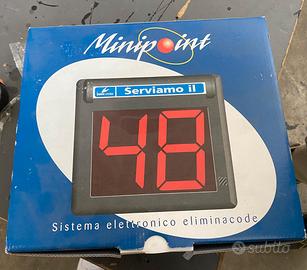 Minipoint
Serviamo il
48
Sistema elettronico eliminacode
subito